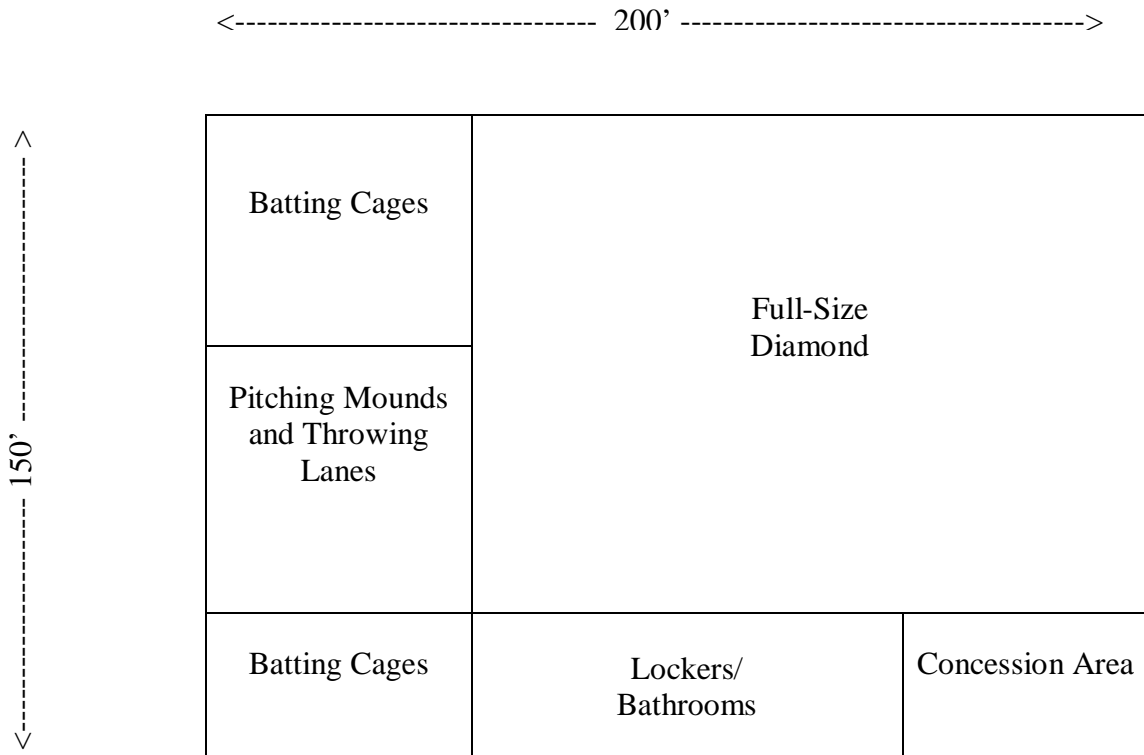 200’
Batting Cages
Full-Size
Diamond
Pitching Mounds
and Throwing
Lanes
150’
Batting Cages
Lockers/
Bathrooms
Concession Area